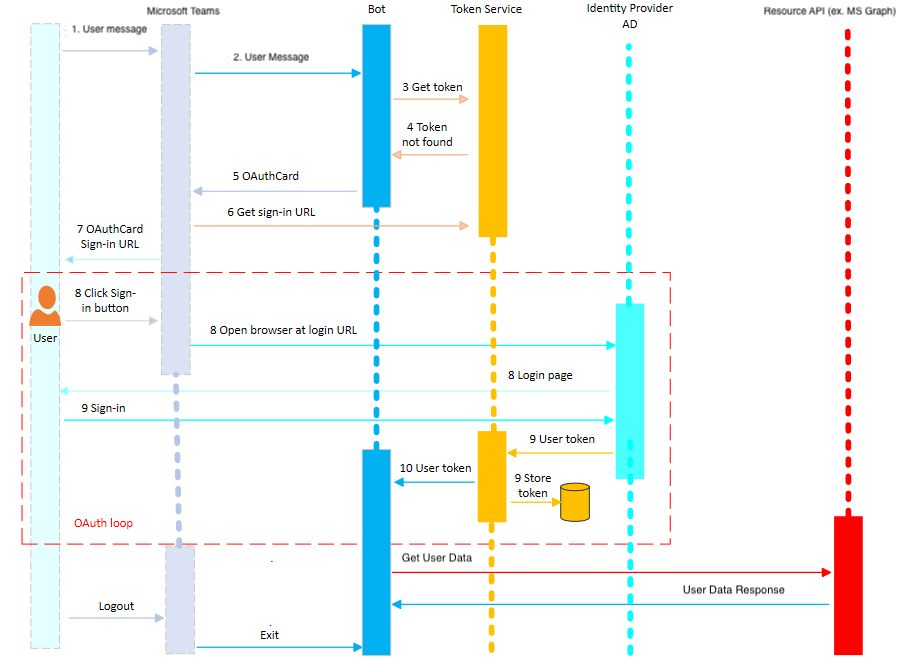 Microsoft Teams
Bot
Token Service
Identity Provider
AD
Resource API (ex. MS Graph)
1. User message
2. User Message
3 Get token
4 Token
not found
5 OAuthCard
6 Get sign-in URL
7 OAuthCard
Sign-in URL
8 Click Sign-
in button
User
8 Open browser at login URL
8 Login page
9 Sign-in
9 User token
10 User token
9 Store
token
OAuth loop
Get User Data
User Data Response
Logout
Exit